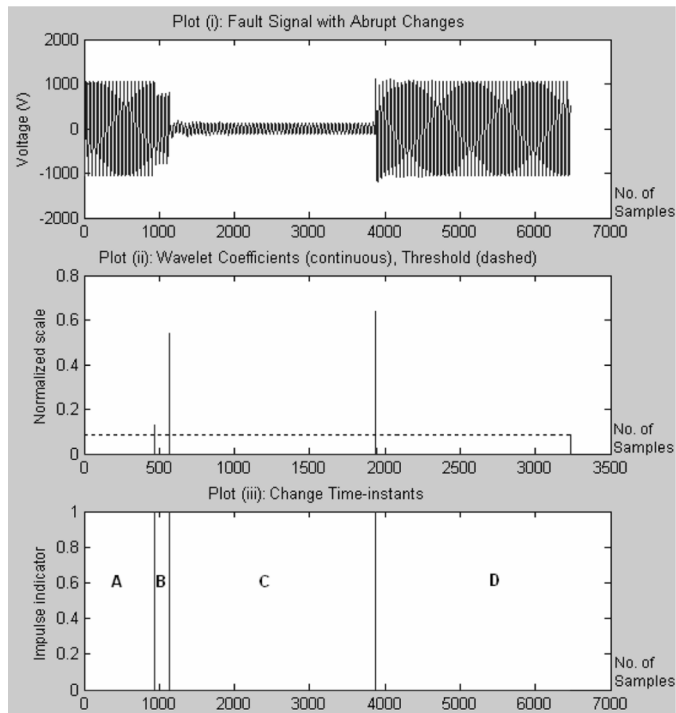 Plot (i): Fault Signal with Abrupt Changes
2000
1000
0
-1000
-2000
Voltage (V)
0 1000 2000 3000 4000 5000 6000 7000
No. of
Samples
Plot (ii): Wavelet Coefficients (continuous), Threshold (dashed)
0.8
0.6
0.4
0.2
0
Normalized scale
0 500 1000 1500 2000 2500 3000 3500
No. of
Samples
Plot (iii): Change Time-instants
1
0.8
0.6
0.4
0.2
0
Impulse indicator
A B C D
0 1000 2000 3000 4000 5000 6000 7000
No. of
Samples